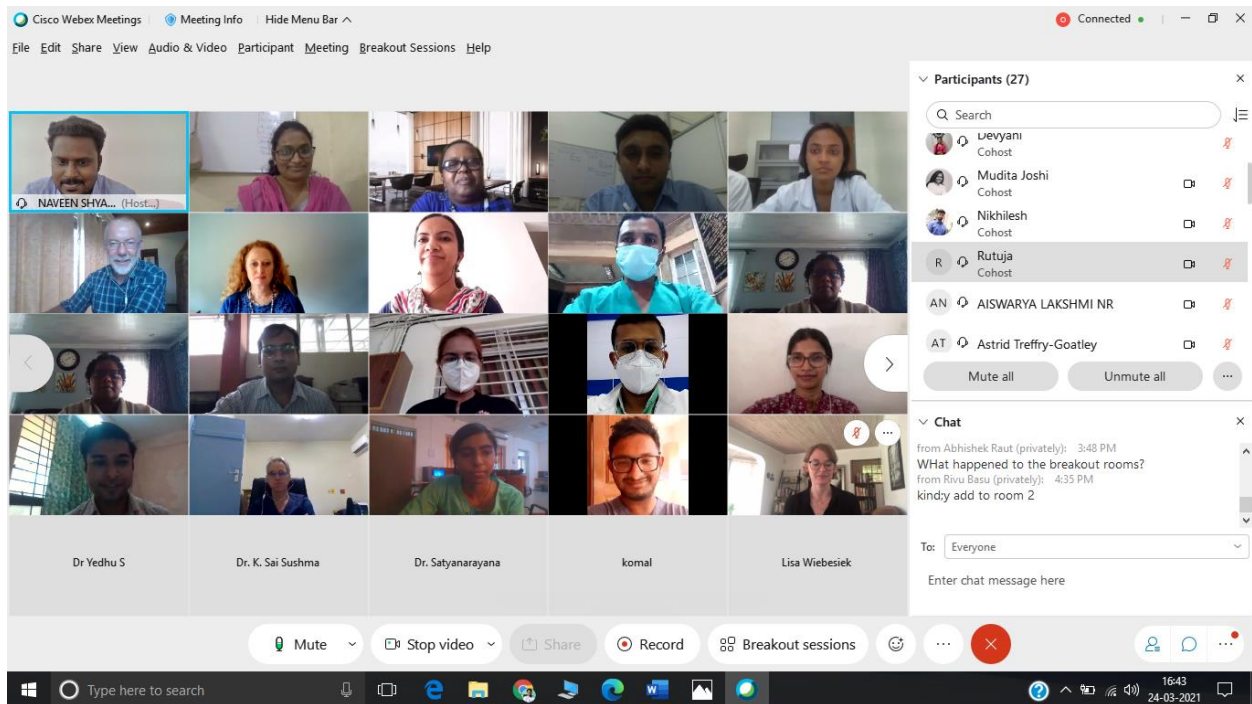 Cisco Webex Meetings Meeting Info Hide Menu Bar
Connected
File Edit Share View Audio & Video Participant Meeting Breakout Sessions Help
NAVEEN SHYA... (Host...)
Dr Yedhu S
Dr. K. Sai Sushma
Dr. Satyanarayana
komal
Lisa Wiebesiek
Participants (27)
Search
Devyani
Cohost
Mudita Joshi
Cohost
Nikhilesh
Cohost
R Rutuja
Cohost
AN AISWARYA LAKSHMI NR
AT Astrid Treffry-Goatley
Mute all Unmute all ...
Chat
from Abhishek Raut (privately): 3:48 PM
WHat happened to the breakout rooms?
from Rivu Basu (privately): 4:35 PM
kind;y add to room 2
To: Everyone
Enter chat message here
Mute Stop video Share Record Breakout sessions
Type here to search
16:43
24-03-2021